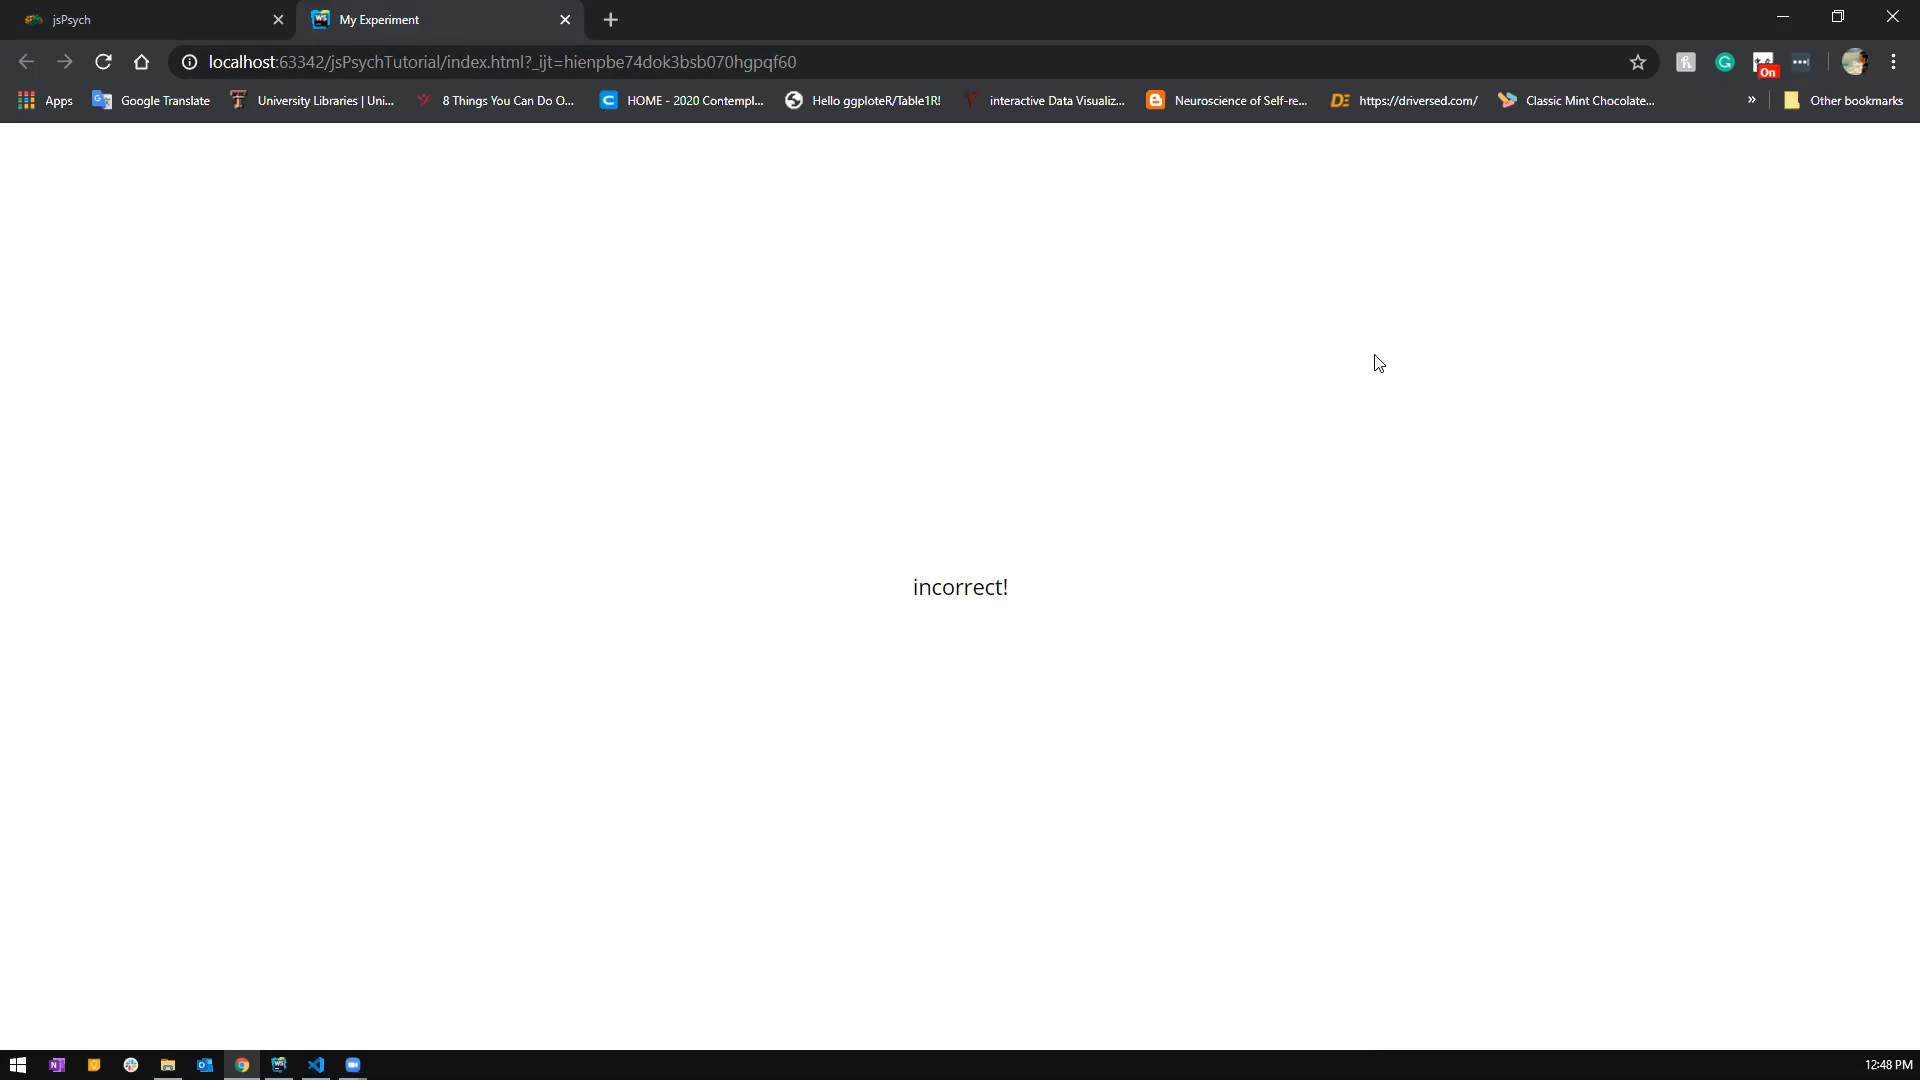 jsPsych
My Experiment
localhost:63342/jsPsychTutorial/index.html?_ijt=hienpbe74dok3bsb070hgpqf60
On
Apps
Google Translate
University Libraries | Uni...
8 Things You Can Do O...
HOME - 2020 Contempl...
Hello ggploteR/Table1R!
interactive Data Visualiz...
Neuroscience of Self-re...
https://driversed.com/
Classic Mint Chocolate...
»
Other bookmarks
incorrect!
12:48 PM